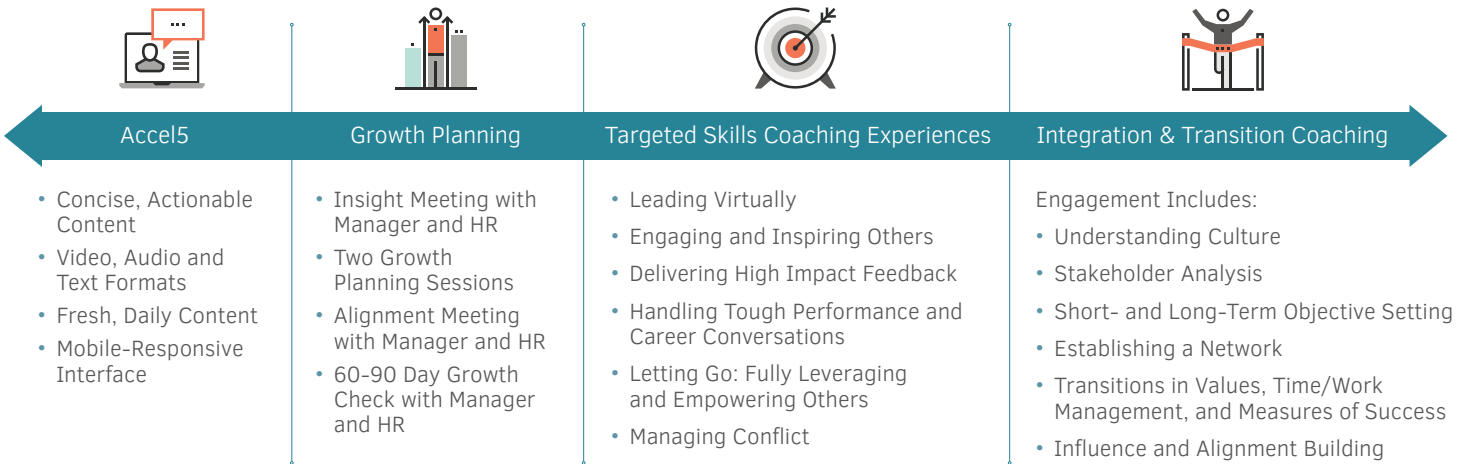 Accel5
• Concise, Actionable
Content
• Video, Audio and
Text Formats
• Fresh, Daily Content
• Mobile-Responsive
Interface
Growth Planning
• Insight Meeting with
Manager and HR
• Two Growth
Planning Sessions
• Alignment Meeting
with Manager and HR
• 60-90 Day Growth
Check with Manager
and HR
Targeted Skills Coaching Experiences
• Leading Virtually
• Engaging and Inspiring Others
• Delivering High Impact Feedback
• Handling Tough Performance and
Career Conversations
• Letting Go: Fully Leveraging
and Empowering Others
• Managing Conflict
Integration & Transition Coaching
Engagement Includes:
• Understanding Culture
• Stakeholder Analysis
• Short- and Long-Term Objective Setting
• Establishing a Network
• Transitions in Values, Time/Work
Management, and Measures of Success
• Influence and Alignment Building